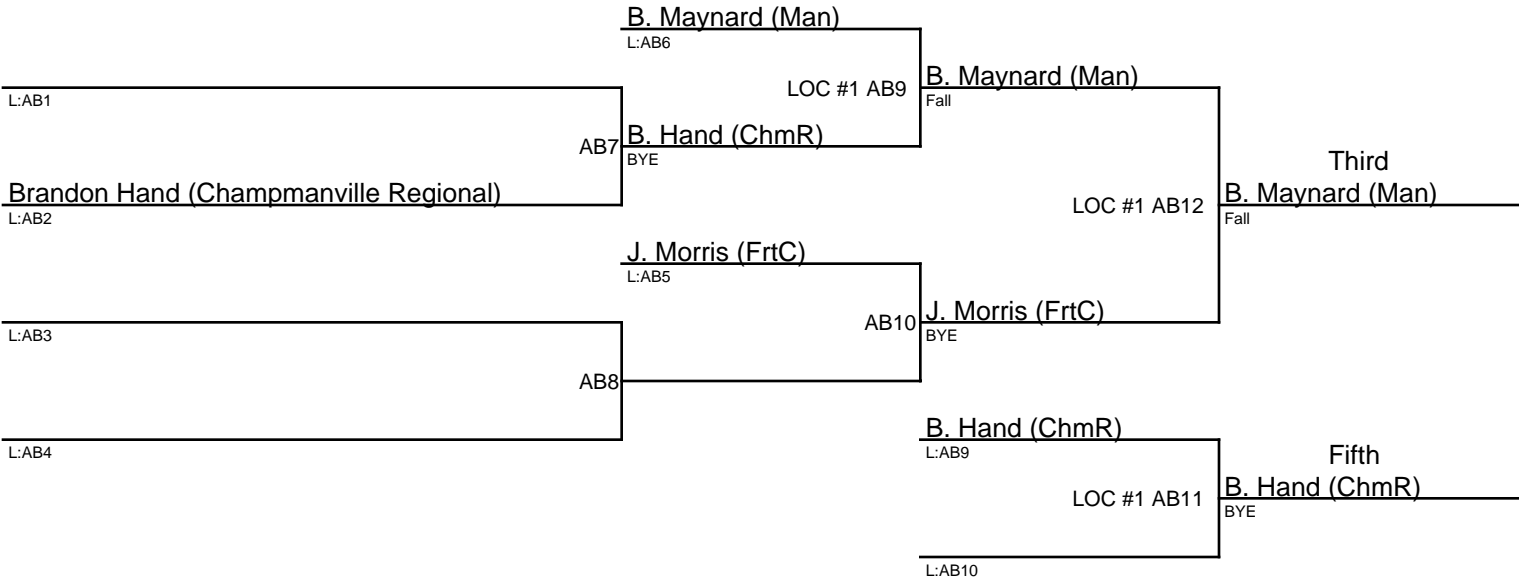 B. Maynard (Man)
L:AB6
L:AB1
LOC #1 AB9
B. Maynard (Man)
Fall
AB7
B. Hand (ChmR)
BYE
Brandon Hand (Champmanville Regional)
L:AB2
Third
LOC #1 AB12
B. Maynard (Man)
Fall
J. Morris (FrtC)
L:AB5
L:AB3
AB10
J. Morris (FrtC)
BYE
AB8
L:AB4
B. Hand (ChmR)
L:AB9
Fifth
LOC #1 AB11
B. Hand (ChmR)
BYE
L:AB10